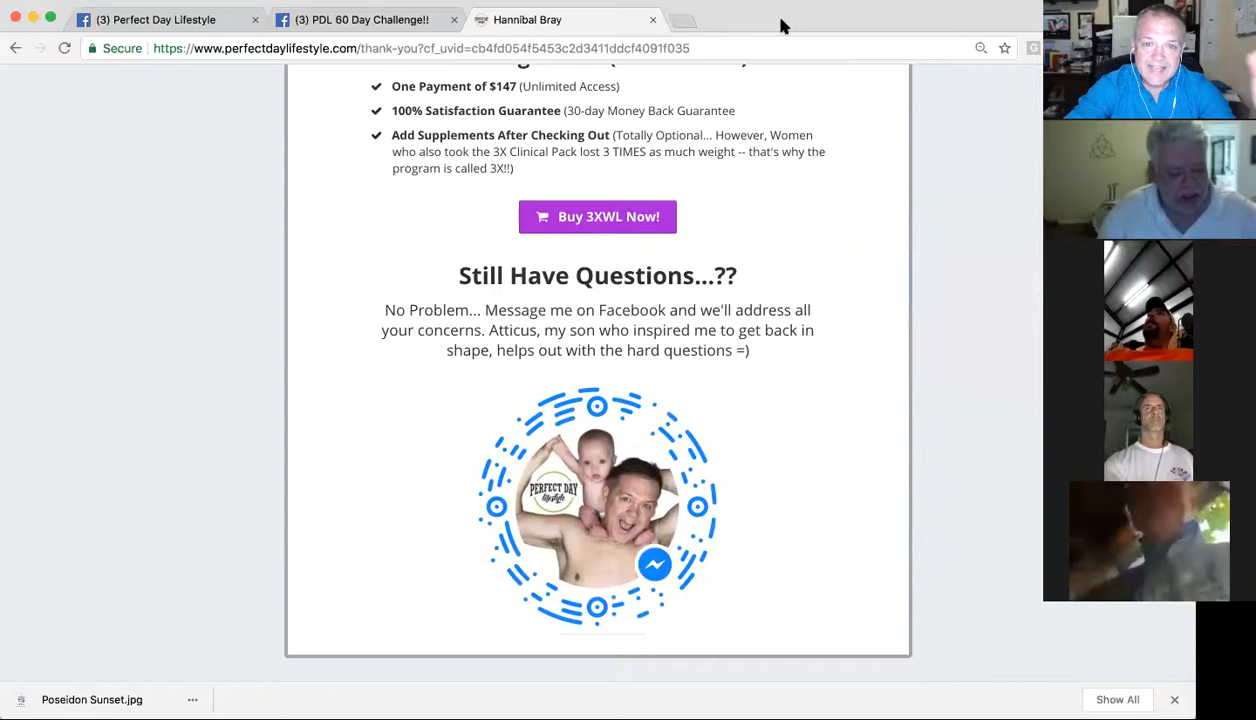 (3) Perfect Day Lifestyle
(3) PDL 60 Day Challenge!!
Hannibal Bray
Secure
https://www.perfectdaylifestyle.com/thank-you?cf_uvid=cb4fd054f5453c2d3411ddcf4091f035
One Payment of $147 (Unlimited Access)
100% Satisfaction Guarantee (30-day Money Back Guarantee
Add Supplements After Checking Out (Totally Optional... However, Women
who also took the 3X Clinical Pack lost 3 TIMES as much weight -- that's why the
program is called 3X!!)
Buy 3XWL Now!
Still Have Questions...??
No Problem... Message me on Facebook and we'll address all
your concerns. Atticus, my son who inspired me to get back in
shape, helps out with the hard questions =)
PERFECT DAY
lifestyle
Poseidon Sunset.jpg
Show All